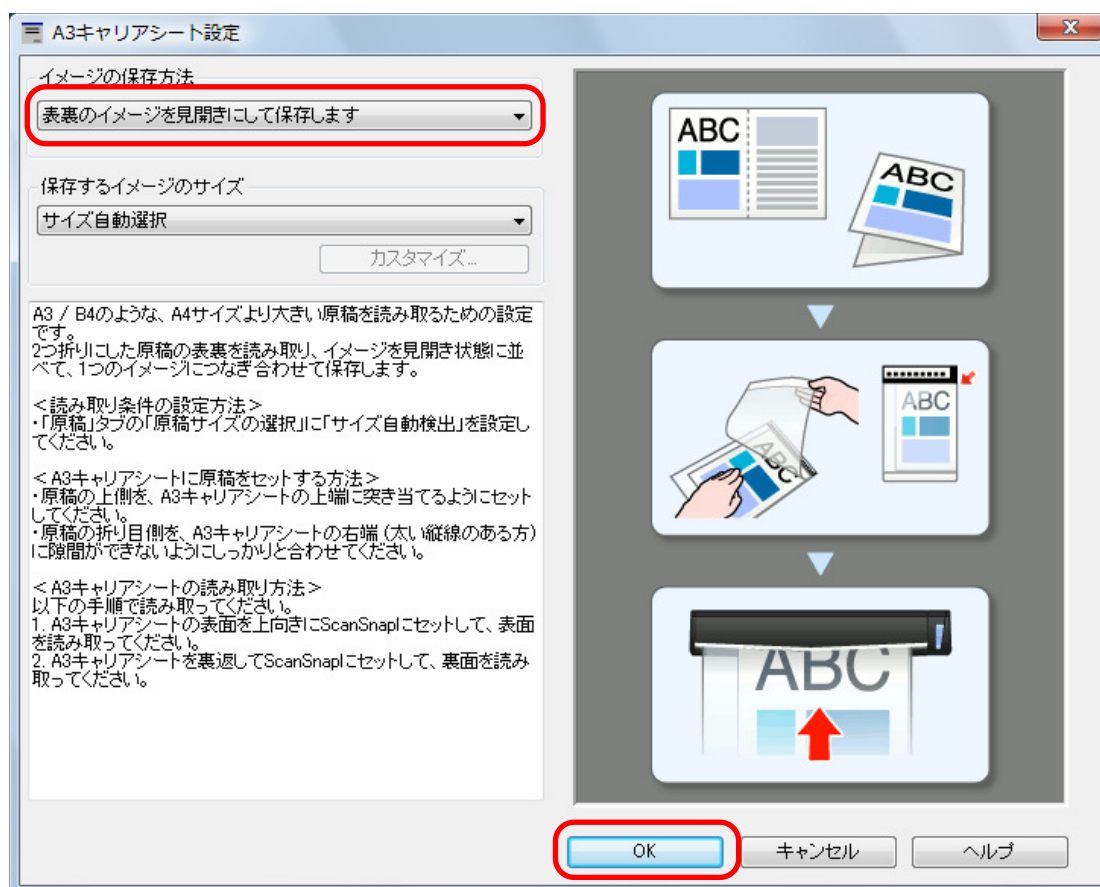 A3キャリアシート設定
イメージの保存方法
表裏のイメージを見開きにして保存します
保存するイメージのサイズ
サイズ自動選択
カスタマイズ...
A3 / B4のような、A4サイズより大きい原稿を読み取るための設定
です。
2つ折りにした原稿の表裏を読み取り、イメージを見開き状態に並
べて、1つのイメージにつなぎ合わせて保存します。
<読み取り条件の設定方法>
・「原稿」タブの「原稿サイズの選択」に「サイズ自動検出」を設定し
てください。
<A3キャリアシートに原稿をセットする方法>
・原稿の上側を、A3キャリアシートの上端に突き当てるようにセット
してください。
・原稿の折り目側を、A3キャリアシートの右端（太い縦線のある方）
に隙間ができないようにしっかりと合わせてください。
<A3キャリアシートの読み取り方法>
以下の手順で読み取ってください。
1. A3キャリアシートの表面を上向きにScanSnapにセットして、表面
を読み取ってください。
2. A3キャリアシートを裏返してScanSnapにセットして、裏面を読み
取ってください。
ABC
ABC
ABC
ABC
ABC
OK
キャンセル
ヘルプ